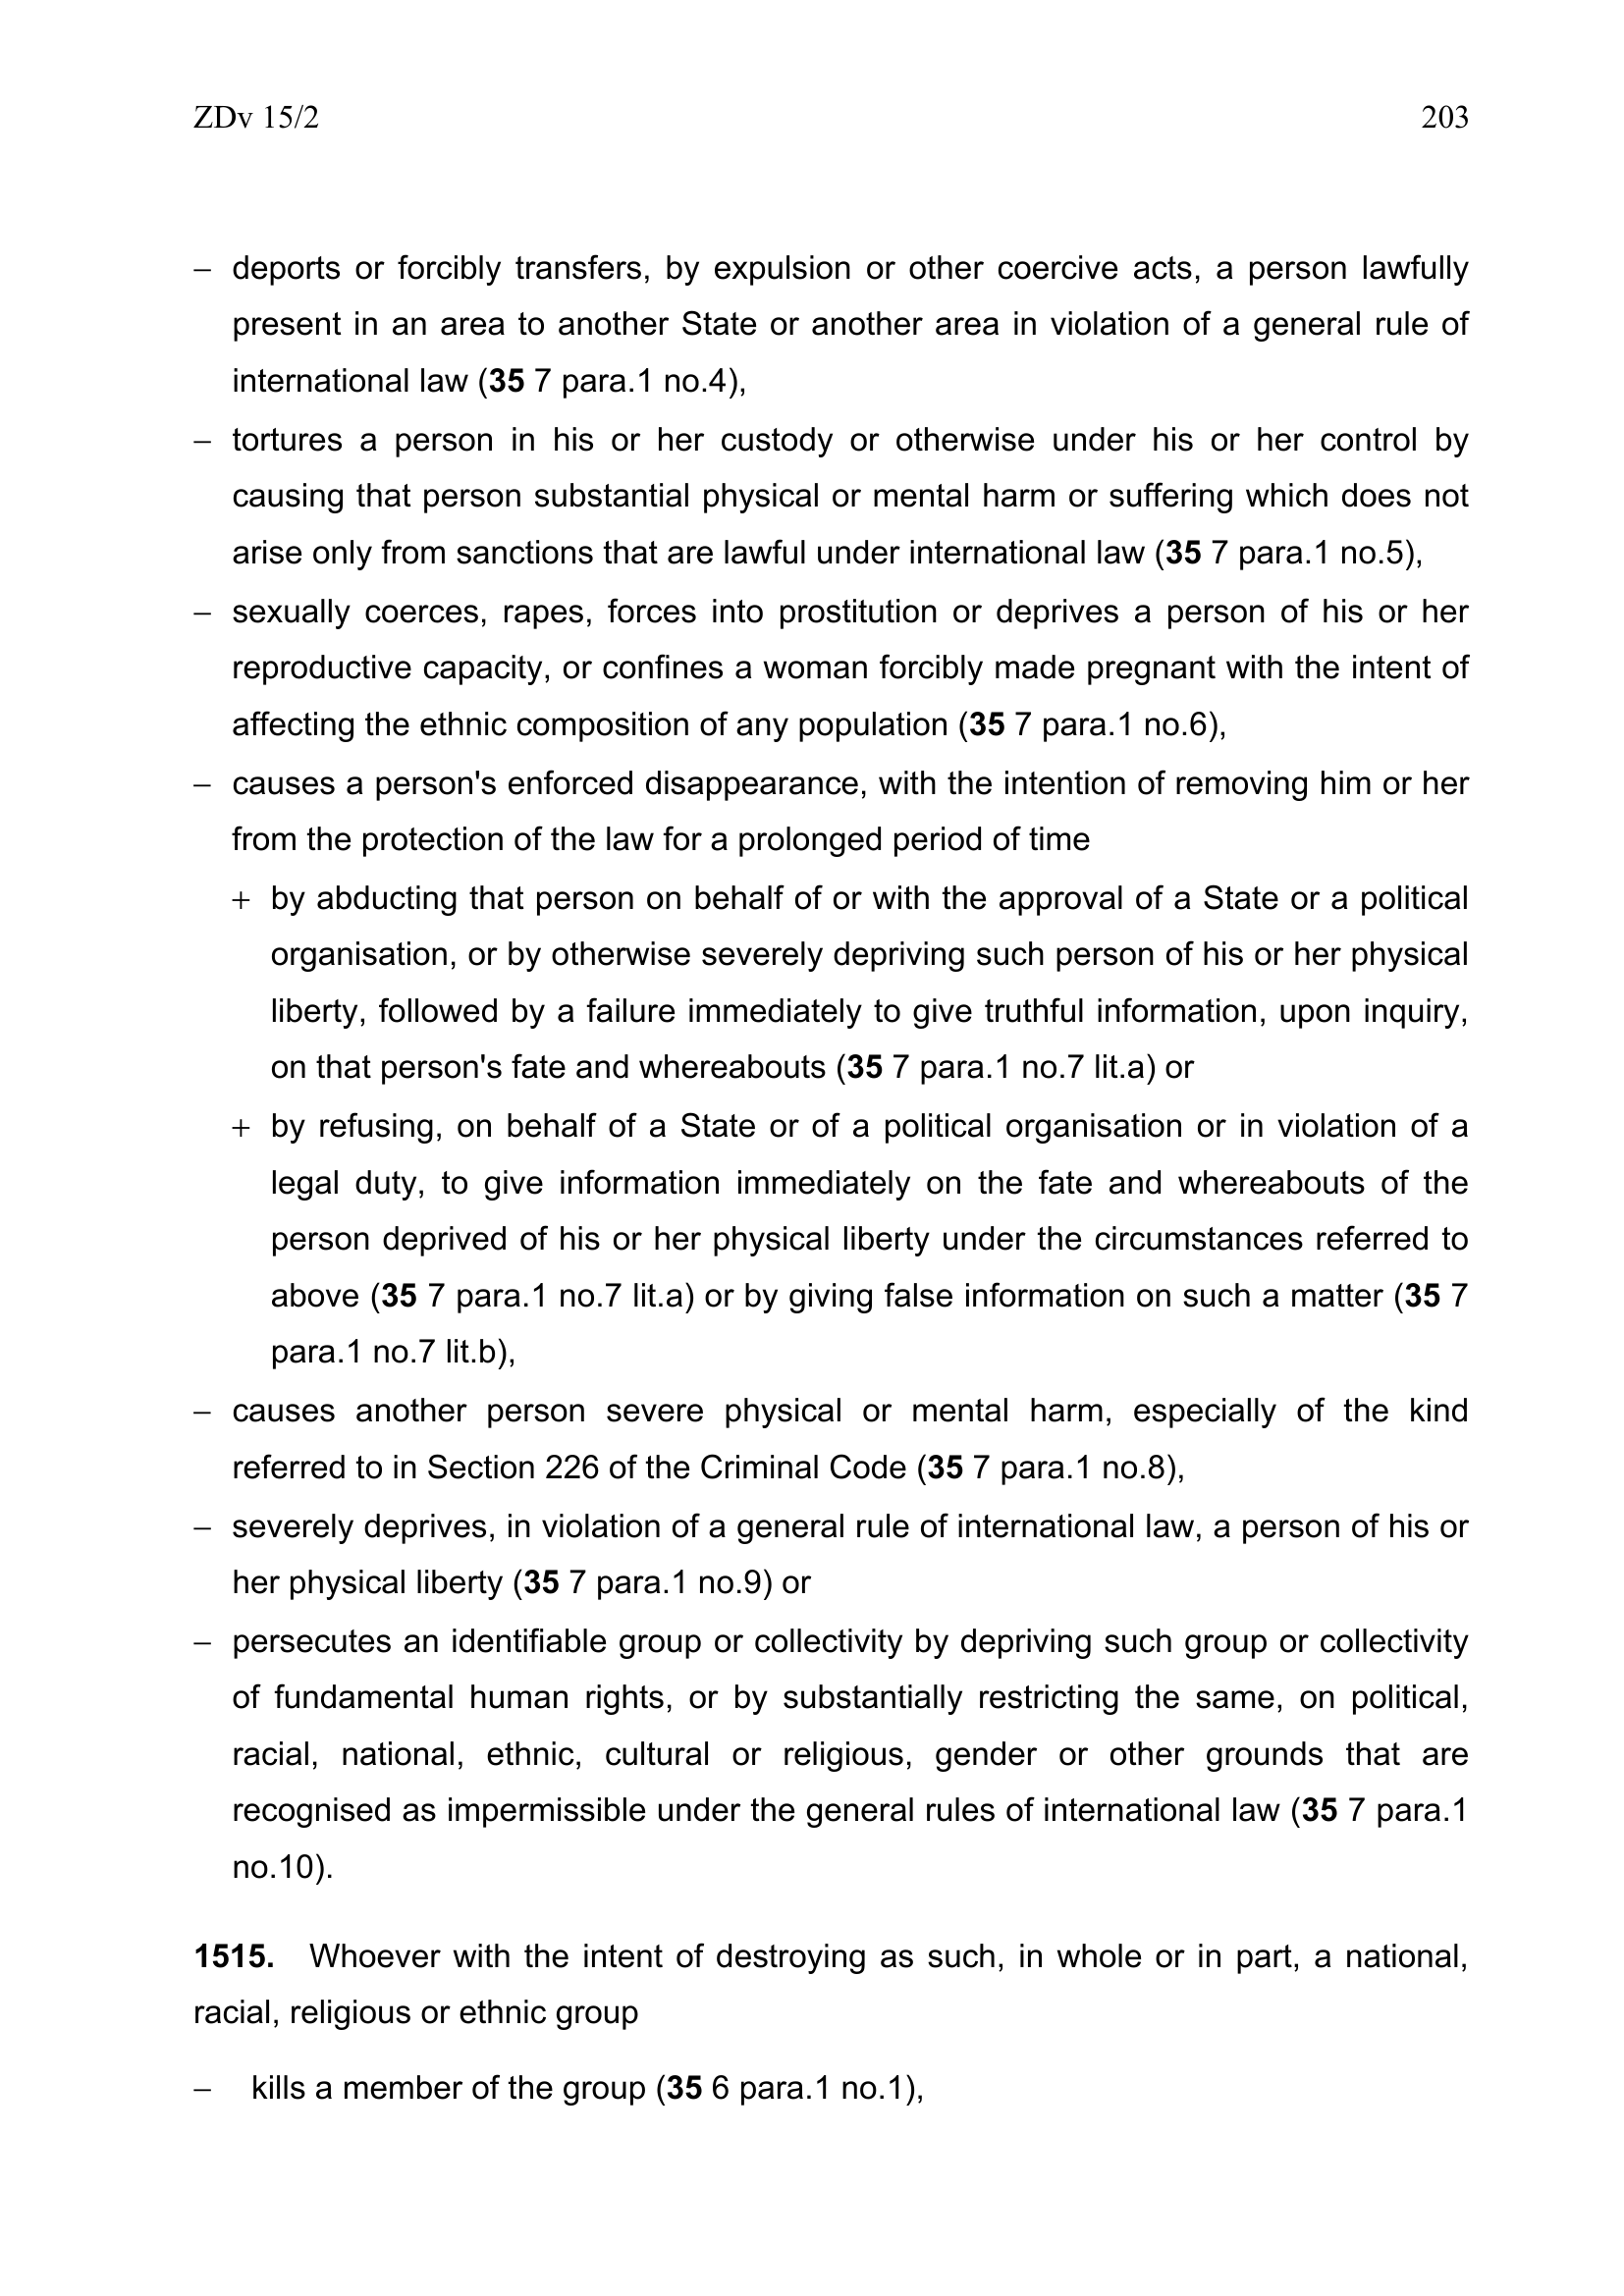 ZDv 15/2 203
– deports or forcibly transfers, by expulsion or other coercive acts, a person lawfully
present in an area to another State or another area in violation of a general rule of
international law (35 7 para.1 no.4),
– tortures a person in his or her custody or otherwise under his or her control by
causing that person substantial physical or mental harm or suffering which does not
arise only from sanctions that are lawful under international law (35 7 para.1 no.5),
– sexually coerces, rapes, forces into prostitution or deprives a person of his or her
reproductive capacity, or confines a woman forcibly made pregnant with the intent of
affecting the ethnic composition of any population (35 7 para.1 no.6),
– causes a person's enforced disappearance, with the intention of removing him or her
from the protection of the law for a prolonged period of time
+ by abducting that person on behalf of or with the approval of a State or a political
organisation, or by otherwise severely depriving such person of his or her physical
liberty, followed by a failure immediately to give truthful information, upon inquiry,
on that person's fate and whereabouts (35 7 para.1 no.7 lit.a) or
+ by refusing, on behalf of a State or of a political organisation or in violation of a
legal duty, to give information immediately on the fate and whereabouts of the
person deprived of his or her physical liberty under the circumstances referred to
above (35 7 para.1 no.7 lit.a) or by giving false information on such a matter (35 7
para.1 no.7 lit.b),
– causes another person severe physical or mental harm, especially of the kind
referred to in Section 226 of the Criminal Code (35 7 para.1 no.8),
– severely deprives, in violation of a general rule of international law, a person of his or
her physical liberty (35 7 para.1 no.9) or
– persecutes an identifiable group or collectivity by depriving such group or collectivity
of fundamental human rights, or by substantially restricting the same, on political,
racial, national, ethnic, cultural or religious, gender or other grounds that are
recognised as impermissible under the general rules of international law (35 7 para.1
no.10).
1515. Whoever with the intent of destroying as such, in whole or in part, a national,
racial, religious or ethnic group
– kills a member of the group (35 6 para.1 no.1),